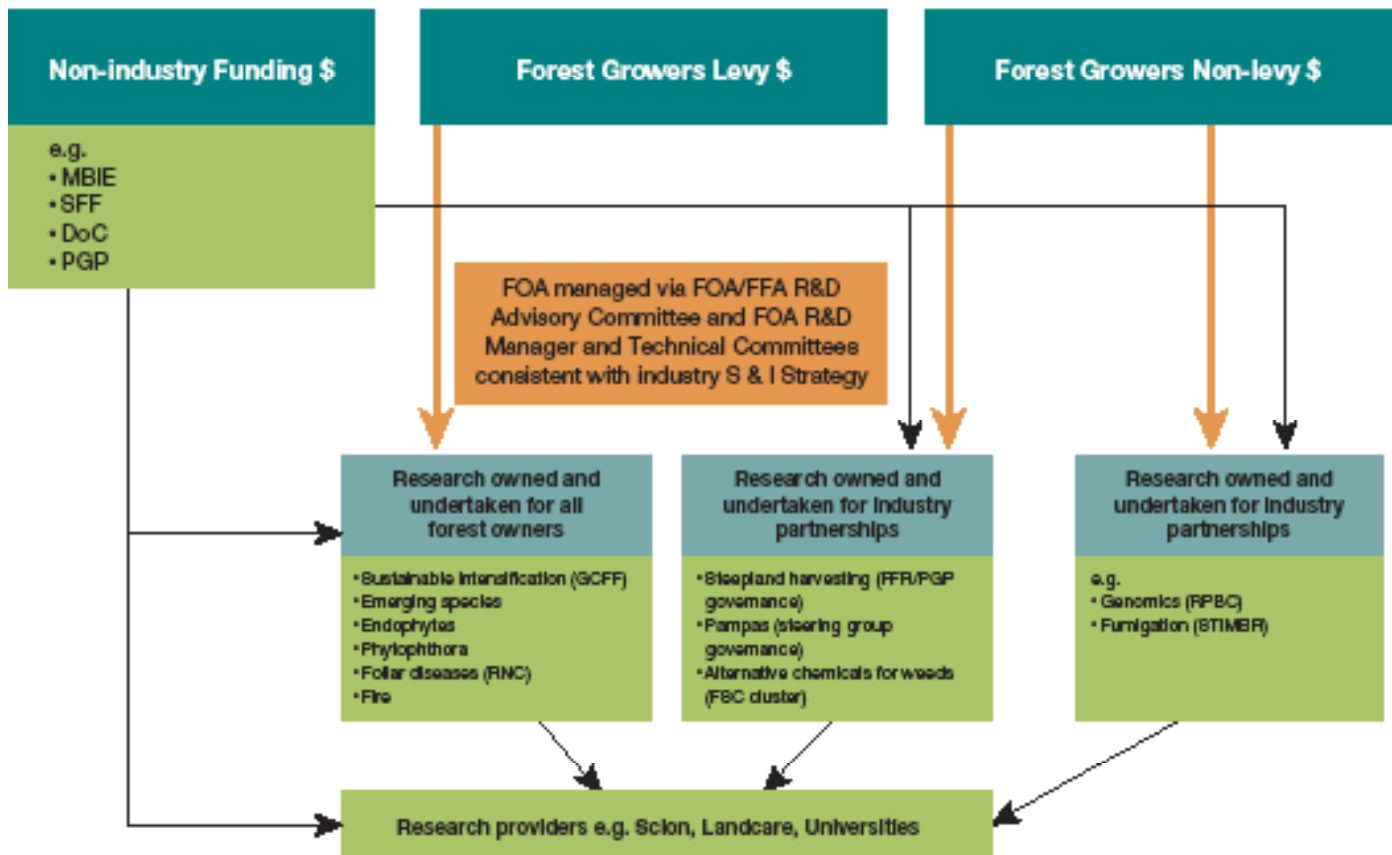 Non-industry Funding $
Forest Growers Levy $
Forest Growers Non-levy $
e.g.
• MBIE
• SFF
• DoC
• PGP
FOA managed via FOA/FFA R&D
Advisory Committee and FOA R&D
Manager and Technical Committees
consistent with industry S & I Strategy
Research owned and
undertaken for all
forest owners
• Sustainable intensification (GCFF)
• Emerging species
• Endophytes
• Phytophthora
• Foliar diseases (RNC)
• Fire
Research owned and
undertaken for industry
partnerships
• Steepland harvesting (FFR/PGP
governance)
• Pampas (steering group
governance)
• Alternative chemicals for weeds
(FSC cluster)
Research owned and
undertaken for industry
partnerships
e.g.
• Genomics (RPBC)
• Fumigation (STIMBR)
Research providers e.g. Scion, Landcare, Universities